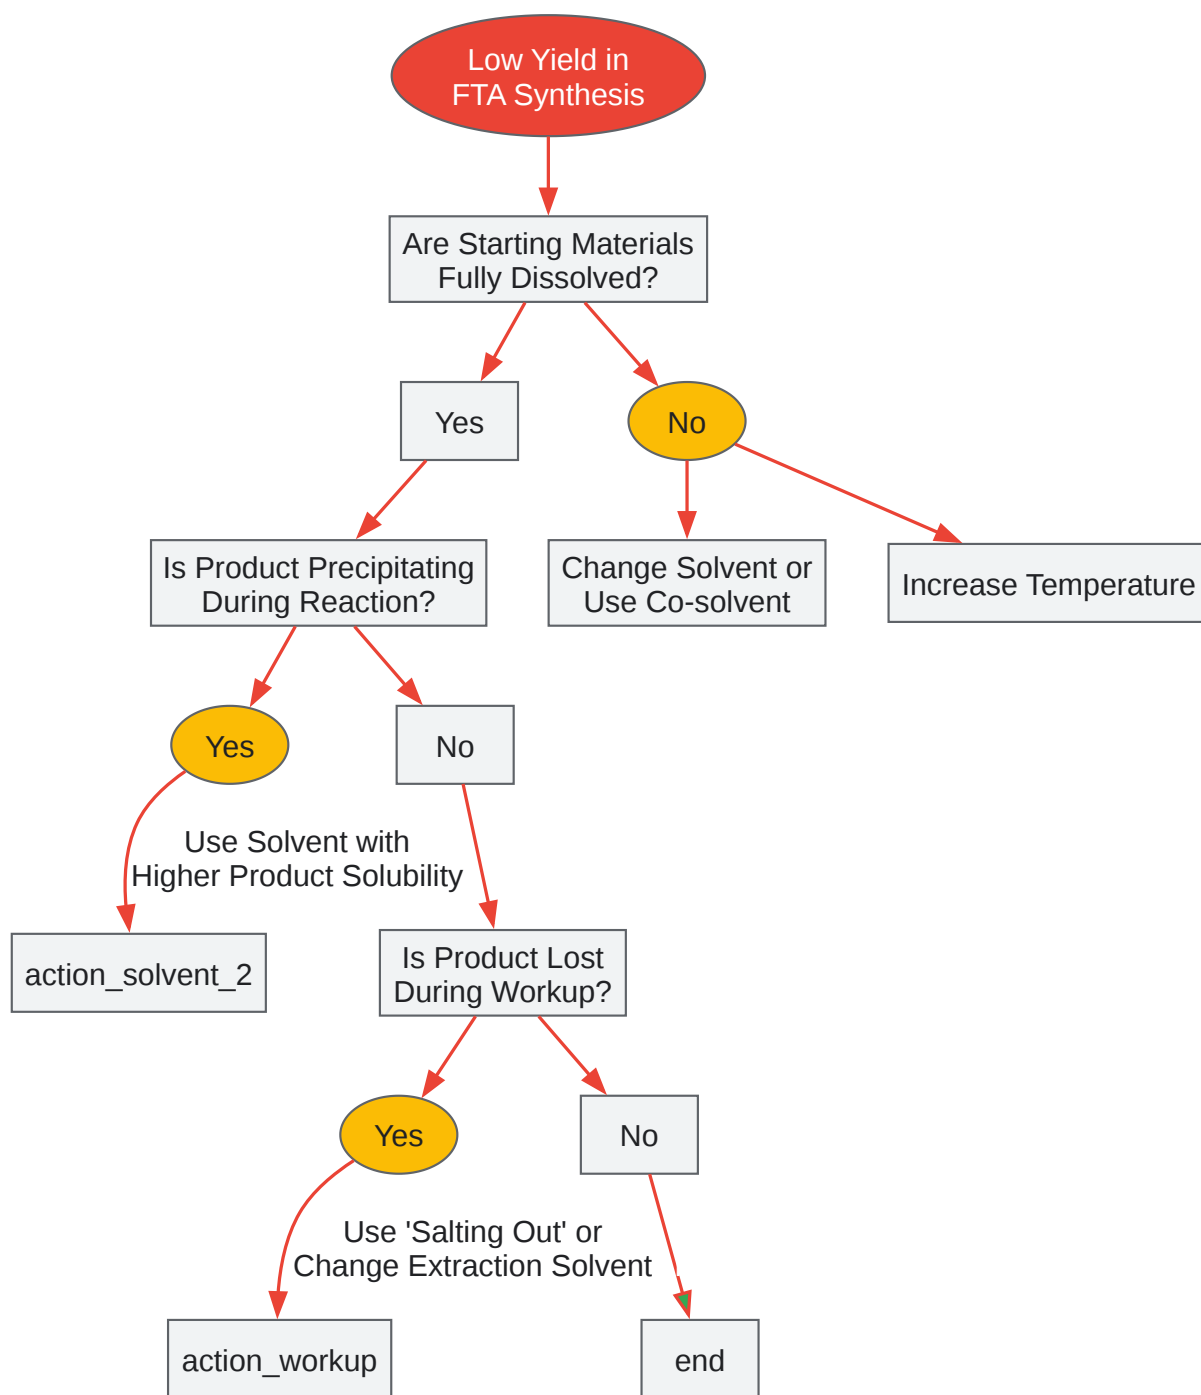 Low Yield in
FTA Synthesis
Are Starting Materials
Fully Dissolved?
Yes
No
Is Product Precipitating
During Reaction?
Change Solvent or
Use Co-solvent
Increase Temperature
Yes
No
Use Solvent with
Higher Product Solubility
action_solvent_2
Is Product Lost
During Workup?
Yes
No
Use 'Salting Out' or
Change Extraction Solvent
action_workup
end